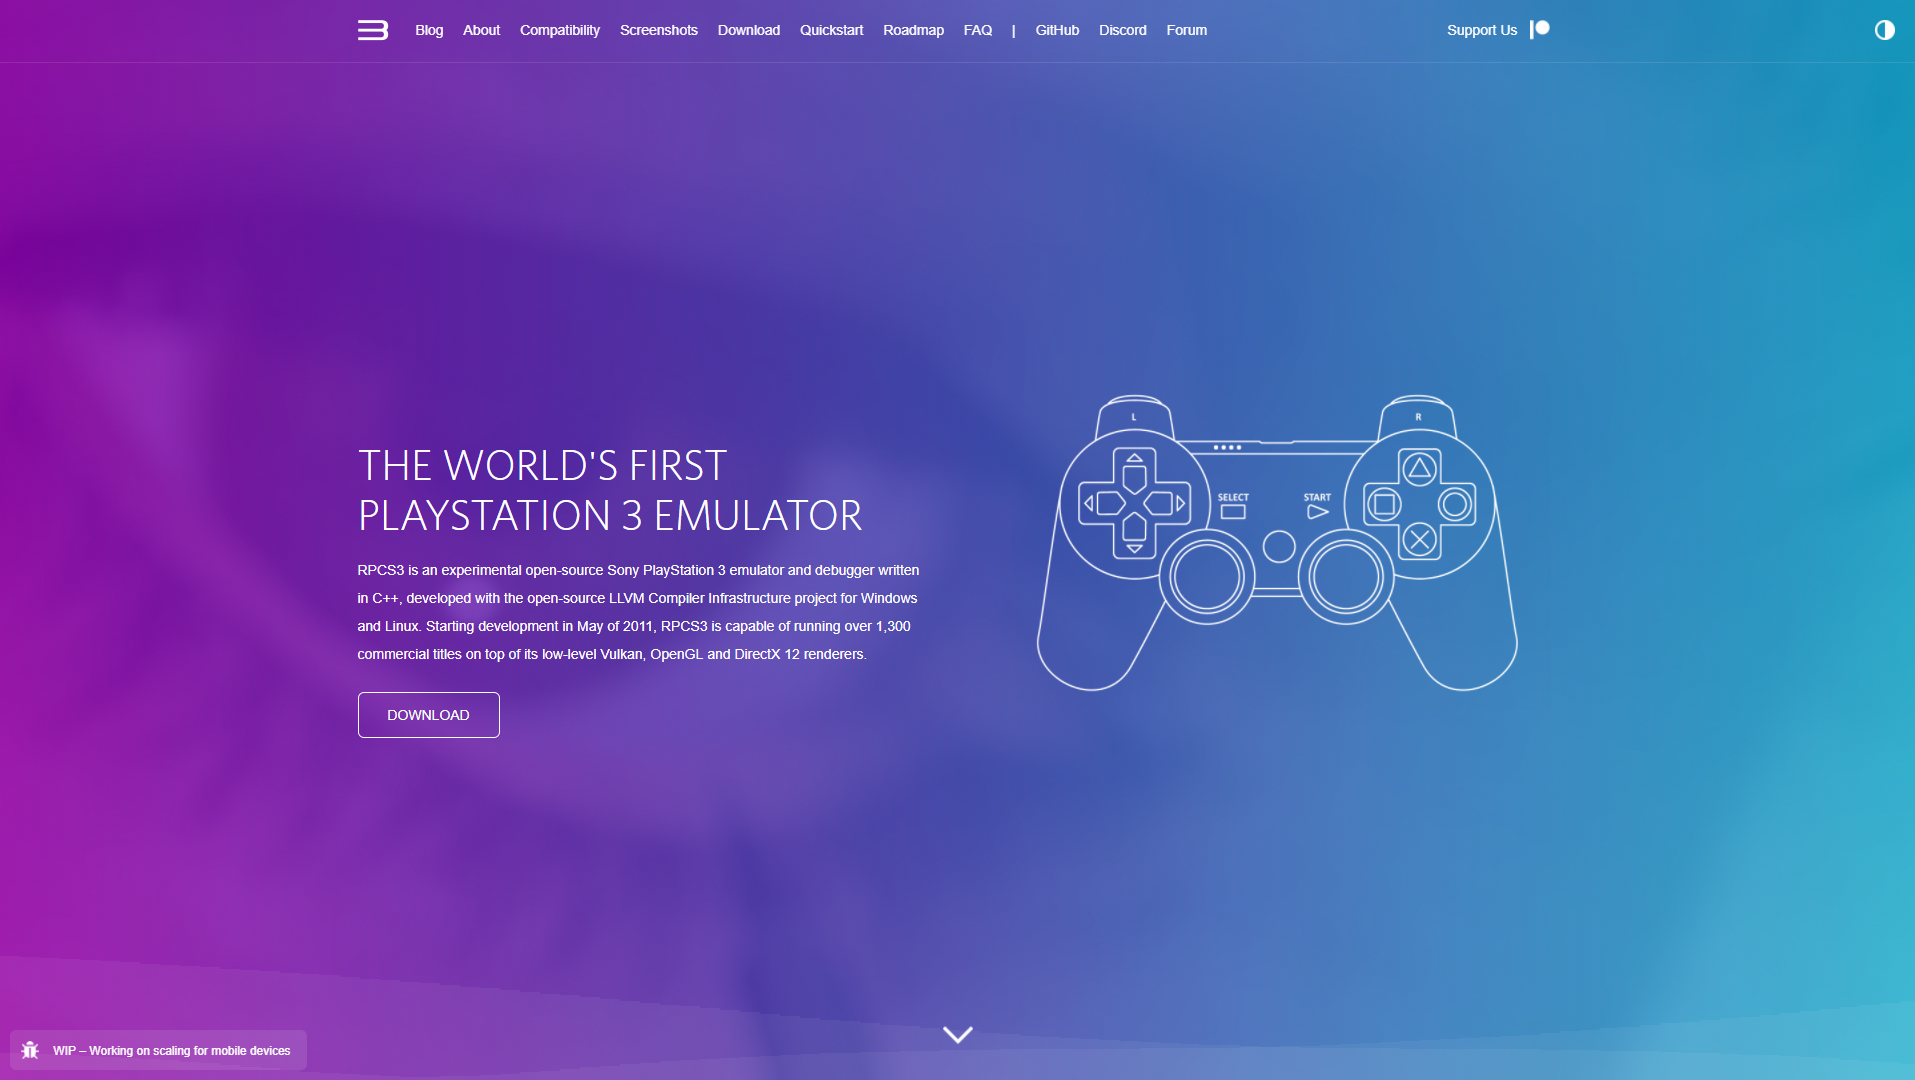 Blog About Compatibility Screenshots Download Quickstart Roadmap FAQ | GitHub Discord Forum Support Us
L R
SELECT START
THE WORLD'S FIRST
PLAYSTATION 3 EMULATOR
RPCS3 is an experimental open-source Sony PlayStation 3 emulator and debugger written
in C++, developed with the open-source LLVM Compiler Infrastructure project for Windows
and Linux. Starting development in May of 2011, RPCS3 is capable of running over 1,300
commercial titles on top of its low-level Vulkan, OpenGL and DirectX 12 renderers.
DOWNLOAD
WIP – Working on scaling for mobile devices